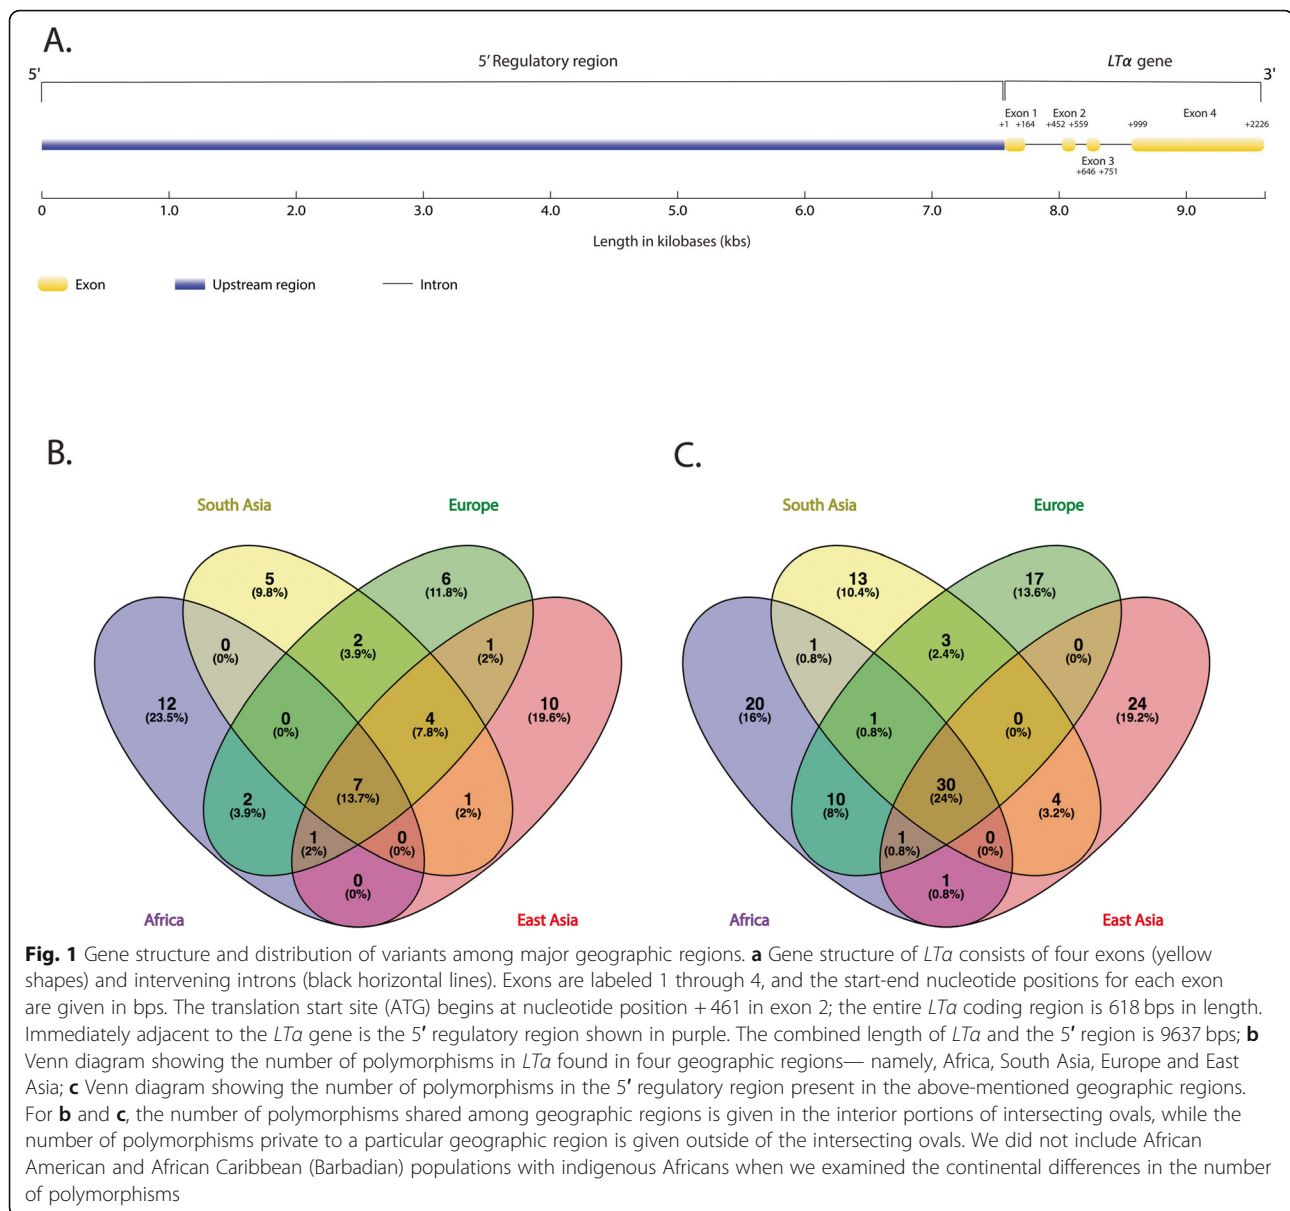 A.
5' Regulatory region
LTα gene
5'
3'
Exon 1
Exon 2
Exon 4
+1 +164 +452 +559 +999 +2226
Exon 3
+646 +751
0 1.0 2.0 3.0 4.0 5.0 6.0 7.0 8.0 9.0
Length in kilobases (kbs)
Exon
Upstream region
Intron
B.
South Asia
Europe
5
(9.8%)
6
(11.8%)
0
(0%)
2
(3.9%)
1
(2%)
12
(23.5%)
0
(0%)
4
(7.8%)
10
(19.6%)
2
(3.9%)
7
(13.7%)
1
(2%)
1
(2%)
0
(0%)
0
(0%)
Africa
East Asia
C.
South Asia
Europe
13
(10.4%)
17
(13.6%)
1
(0.8%)
3
(2.4%)
0
(0%)
20
(16%)
1
(0.8%)
0
(0%)
24
(19.2%)
10
(8%)
30
(24%)
4
(3.2%)
1
(0.8%)
0
(0%)
1
(0.8%)
Africa
East Asia
Fig. 1 Gene structure and distribution of variants among major geographic regions. a Gene structure of LTα consists of four exons (yellow
shapes) and intervening introns (black horizontal lines). Exons are labeled 1 through 4, and the start-end nucleotide positions for each exon
are given in bps. The translation start site (ATG) begins at nucleotide position + 461 in exon 2; the entire LTα coding region is 618 bps in length.
Immediately adjacent to the LTα gene is the 5′ regulatory region shown in purple. The combined length of LTα and the 5′ region is 9637 bps; b
Venn diagram showing the number of polymorphisms in LTα found in four geographic regions— namely, Africa, South Asia, Europe and East
Asia; c Venn diagram showing the number of polymorphisms in the 5′ regulatory region present in the above-mentioned geographic regions.
For b and c, the number of polymorphisms shared among geographic regions is given in the interior portions of intersecting ovals, while the
number of polymorphisms private to a particular geographic region is given outside of the intersecting ovals. We did not include African
American and African Caribbean (Barbadian) populations with indigenous Africans when we examined the continental differences in the number
of polymorphisms